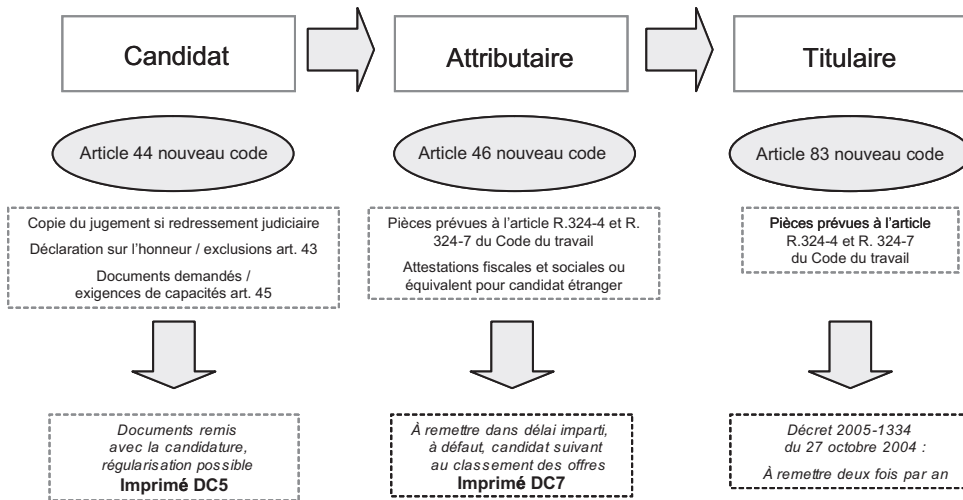 Candidat
Attributaire
Titulaire
Article 44 nouveau code
Article 46 nouveau code
Article 83 nouveau code
Copie du jugement si redressement judiciaire
Déclaration sur l'honneur / exclusions art. 43
Documents demandés /
exigences de capacités art. 45
Pièces prévues à l'article R.324-4 et R.
324-7 du Code du travail
Attestations fiscales et sociales ou
équivalent pour candidat étranger
Pièces prévues à l'article
R.324-4 et R. 324-7
du Code du travail
Documents remis
avec la candidature,
régularisation possible
Imprimé DC5
À remettre dans délai imparti,
à défaut, candidat suivant
au classement des offres
Imprimé DC7
Décret 2005-1334
du 27 octobre 2004 :
À remettre deux fois par an